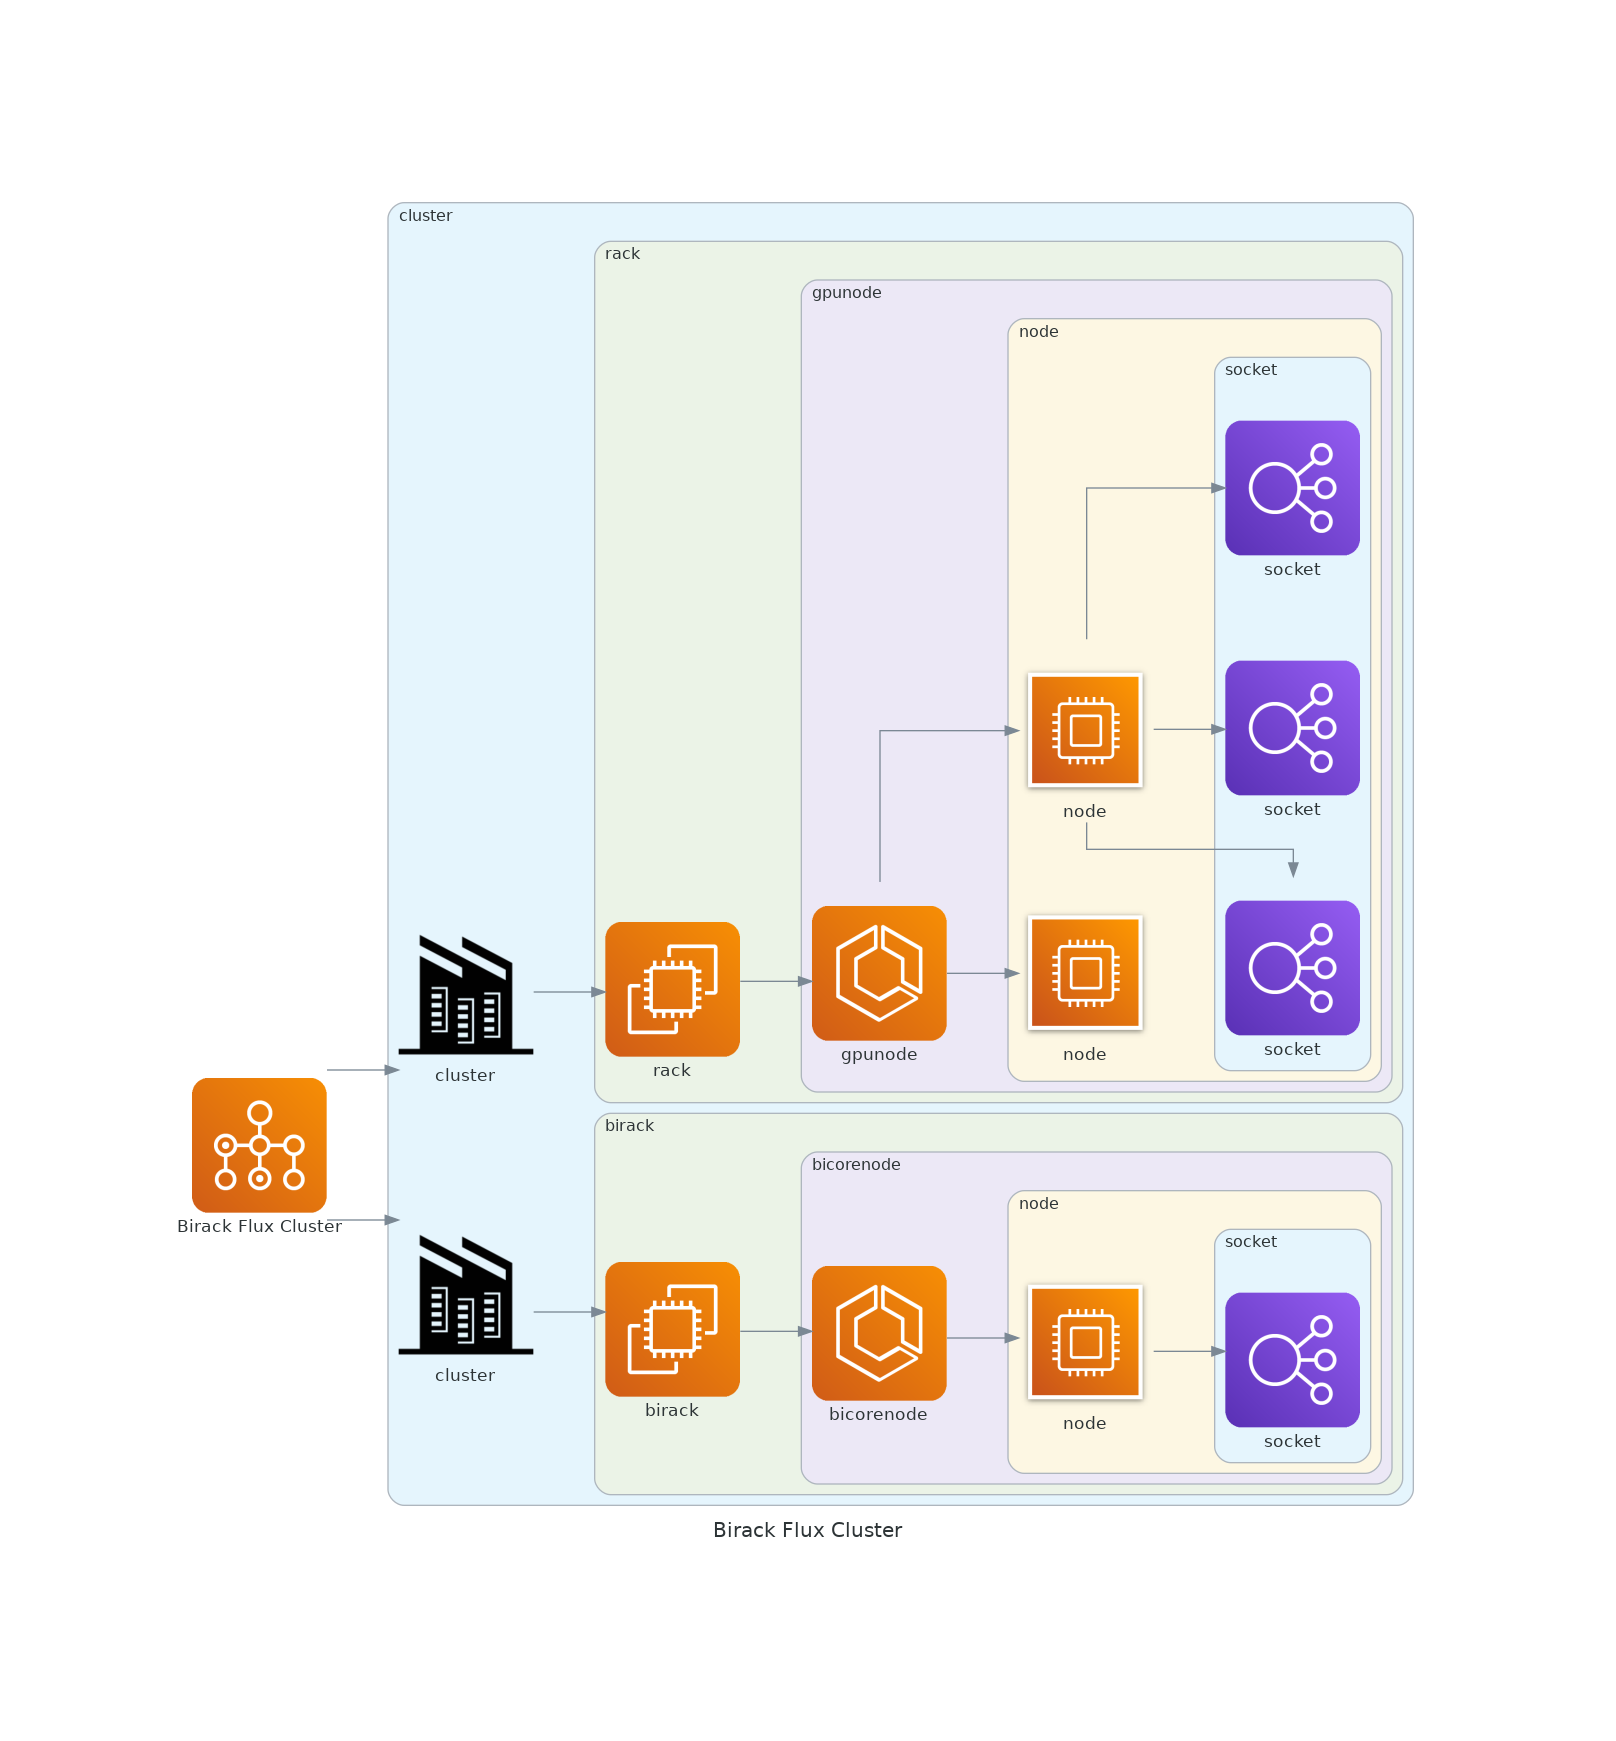 cluster
rack
gpunode
node
socket
socket
socket
node
socket
node
gpunode
rack
cluster
Birack Flux Cluster
birack
bicorenode
node
socket
socket
node
bicorenode
birack
cluster
Birack Flux Cluster